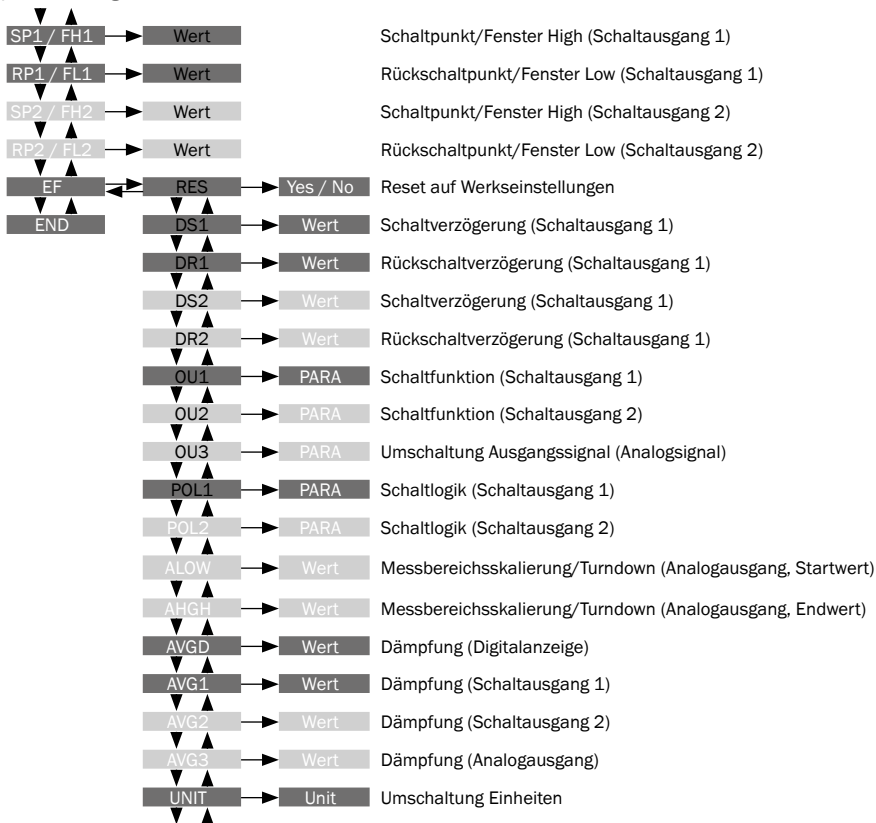 SP1 / FH1 Wert Schaltpunkt/Fenster High (Schaltausgang 1)
RP1 / FL1 Wert Rückschaltpunkt/Fenster Low (Schaltausgang 1)
SP2 / FH2 Wert Schaltpunkt/Fenster High (Schaltausgang 2)
RP2 / FL2 Wert Rückschaltpunkt/Fenster Low (Schaltausgang 2)
EF RES Yes / No Reset auf Werkseinstellungen
END DS1 Wert Schaltverzögerung (Schaltausgang 1)
DR1 Wert Rückschaltverzögerung (Schaltausgang 1)
DS2 Wert Schaltverzögerung (Schaltausgang 1)
DR2 Wert Rückschaltverzögerung (Schaltausgang 1)
OU1 PARA Schaltfunktion (Schaltausgang 1)
OU2 PARA Schaltfunktion (Schaltausgang 2)
OU3 PARA Umschaltung Ausgangssignal (Analogsignal)
POL1 PARA Schaltlogik (Schaltausgang 1)
POL2 PARA Schaltlogik (Schaltausgang 2)
ALOW Wert Messbereichsskalierung/Turndown (Analogausgang, Startwert)
AHGH Wert Messbereichsskalierung/Turndown (Analogausgang, Endwert)
AVGD Wert Dämpfung (Digitalanzeige)
AVG1 Wert Dämpfung (Schaltausgang 1)
AVG2 Wert Dämpfung (Schaltausgang 2)
AVG3 Wert Dämpfung (Analogausgang)
UNIT Unit Umschaltung Einheiten